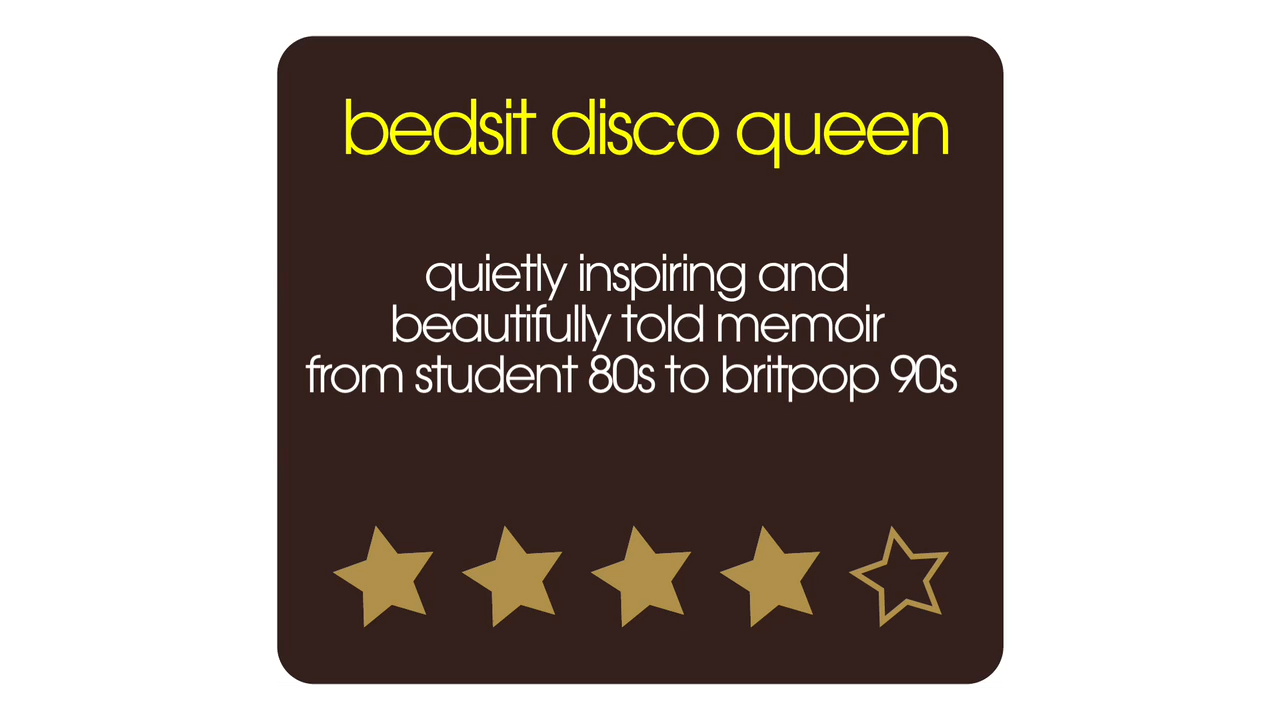 bedsit disco queen
quietly inspiring and
beautifully told memoir
from student 80s to britpop 90s